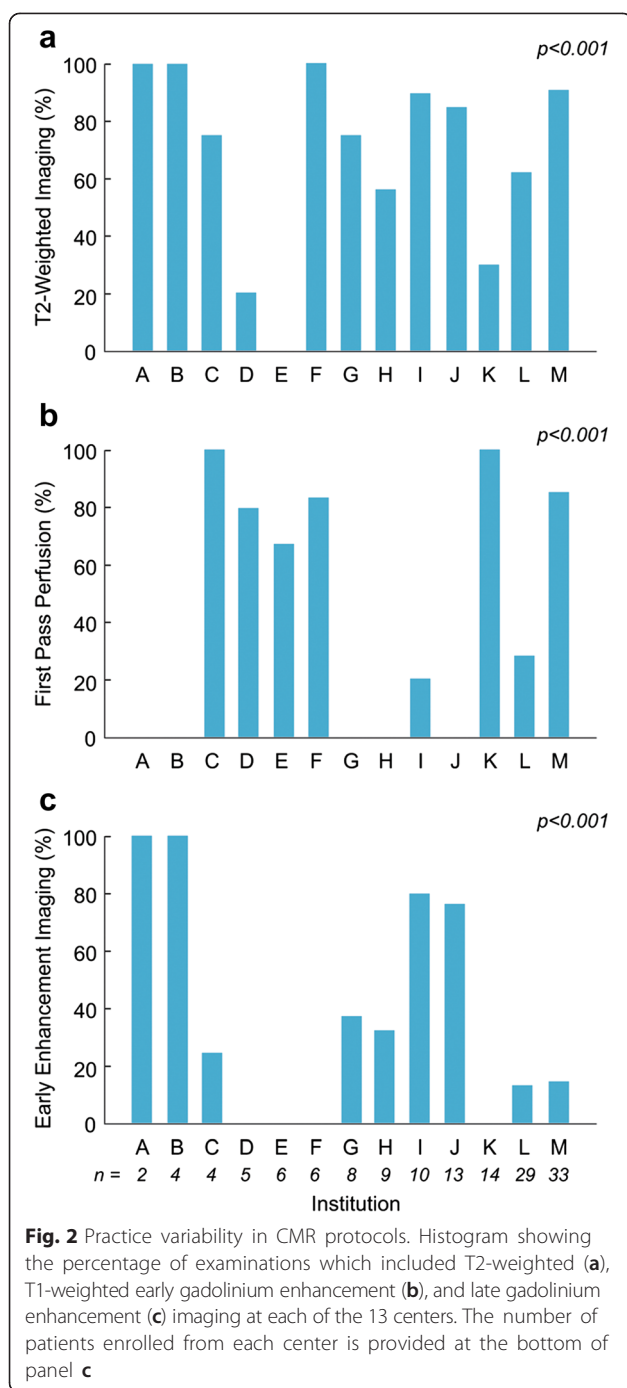 a
p<0.001
T2-Weighted Imaging (%)
100
80
60
40
20
0
A B C D E F G H I J K L M
b
p<0.001
First Pass Perfusion (%)
100
80
60
40
20
0
A B C D E F G H I J K L M
c
p<0.001
Early Enhancement Imaging (%)
100
80
60
40
20
0
A B C D E F G H I J K L M
n = 2 4 4 5 6 6 8 9 10 13 14 29 33
Institution
Fig. 2 Practice variability in CMR protocols. Histogram showing
the percentage of examinations which included T2-weighted (a),
T1-weighted early gadolinium enhancement (b), and late gadolinium
enhancement (c) imaging at each of the 13 centers. The number of
patients enrolled from each center is provided at the bottom of
panel c